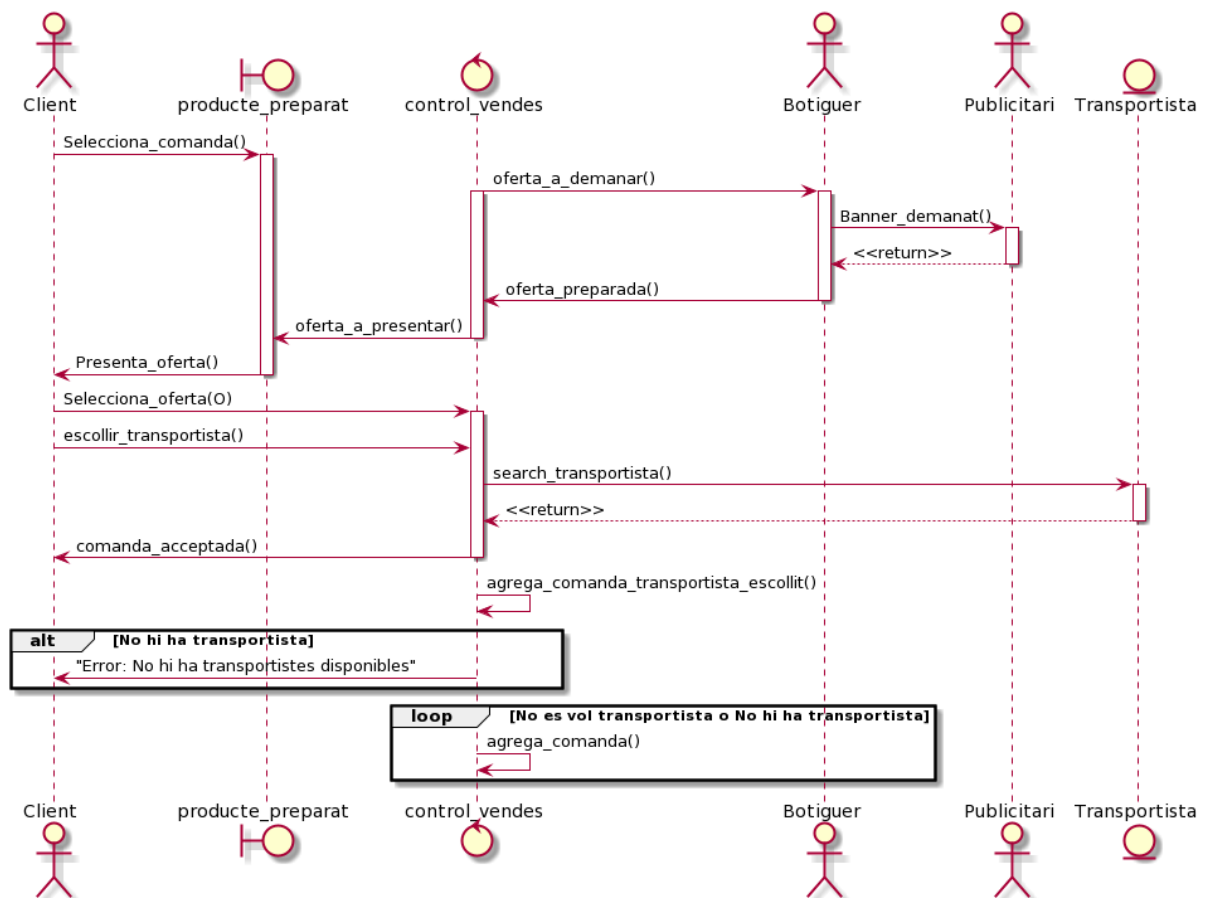 Client
producte_preparat
control_vendes
Botiguer
Publicitari
Transportista
Selecciona_comanda()
oferta_a_demanar()
Banner_demanat()
<<return>>
oferta_preparada()
oferta_a_presentar()
Presenta_oferta()
Selecciona_oferta(O)
escollir_transportista()
search_transportista()
<<return>>
comanda_acceptada()
agrega_comanda_transportista_escollit()
alt [No hi ha transportista]
"Error: No hi ha transportistes disponibles"
loop [No es vol transportista o No hi ha transportista]
agrega_comanda()
Client
producte_preparat
control_vendes
Botiguer
Publicitari
Transportista